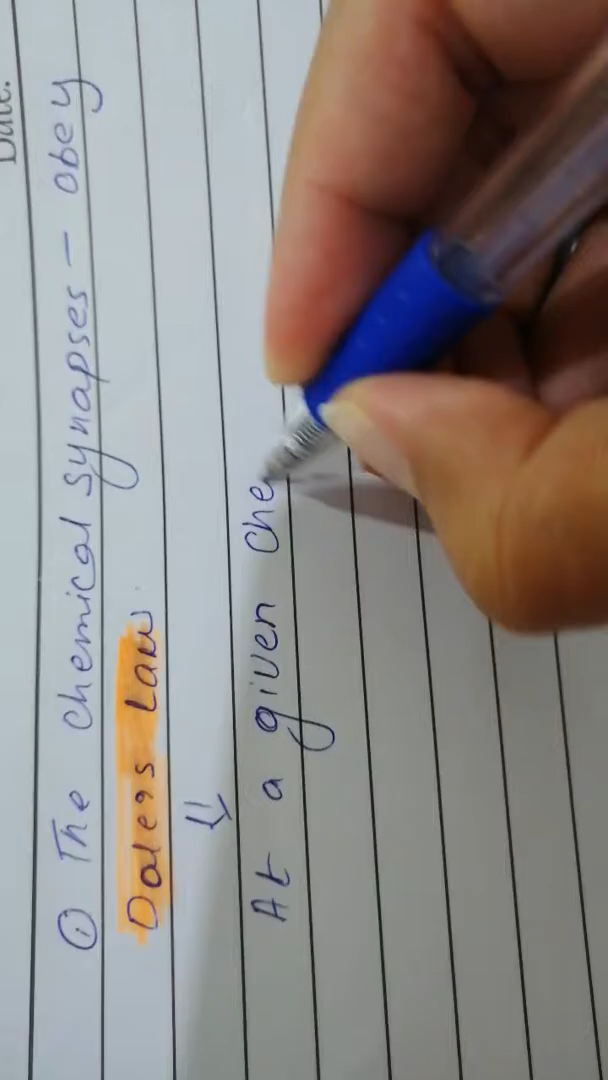 Date.
① The chemical synapses - obey
Dale's Law.
⇓
At a given che